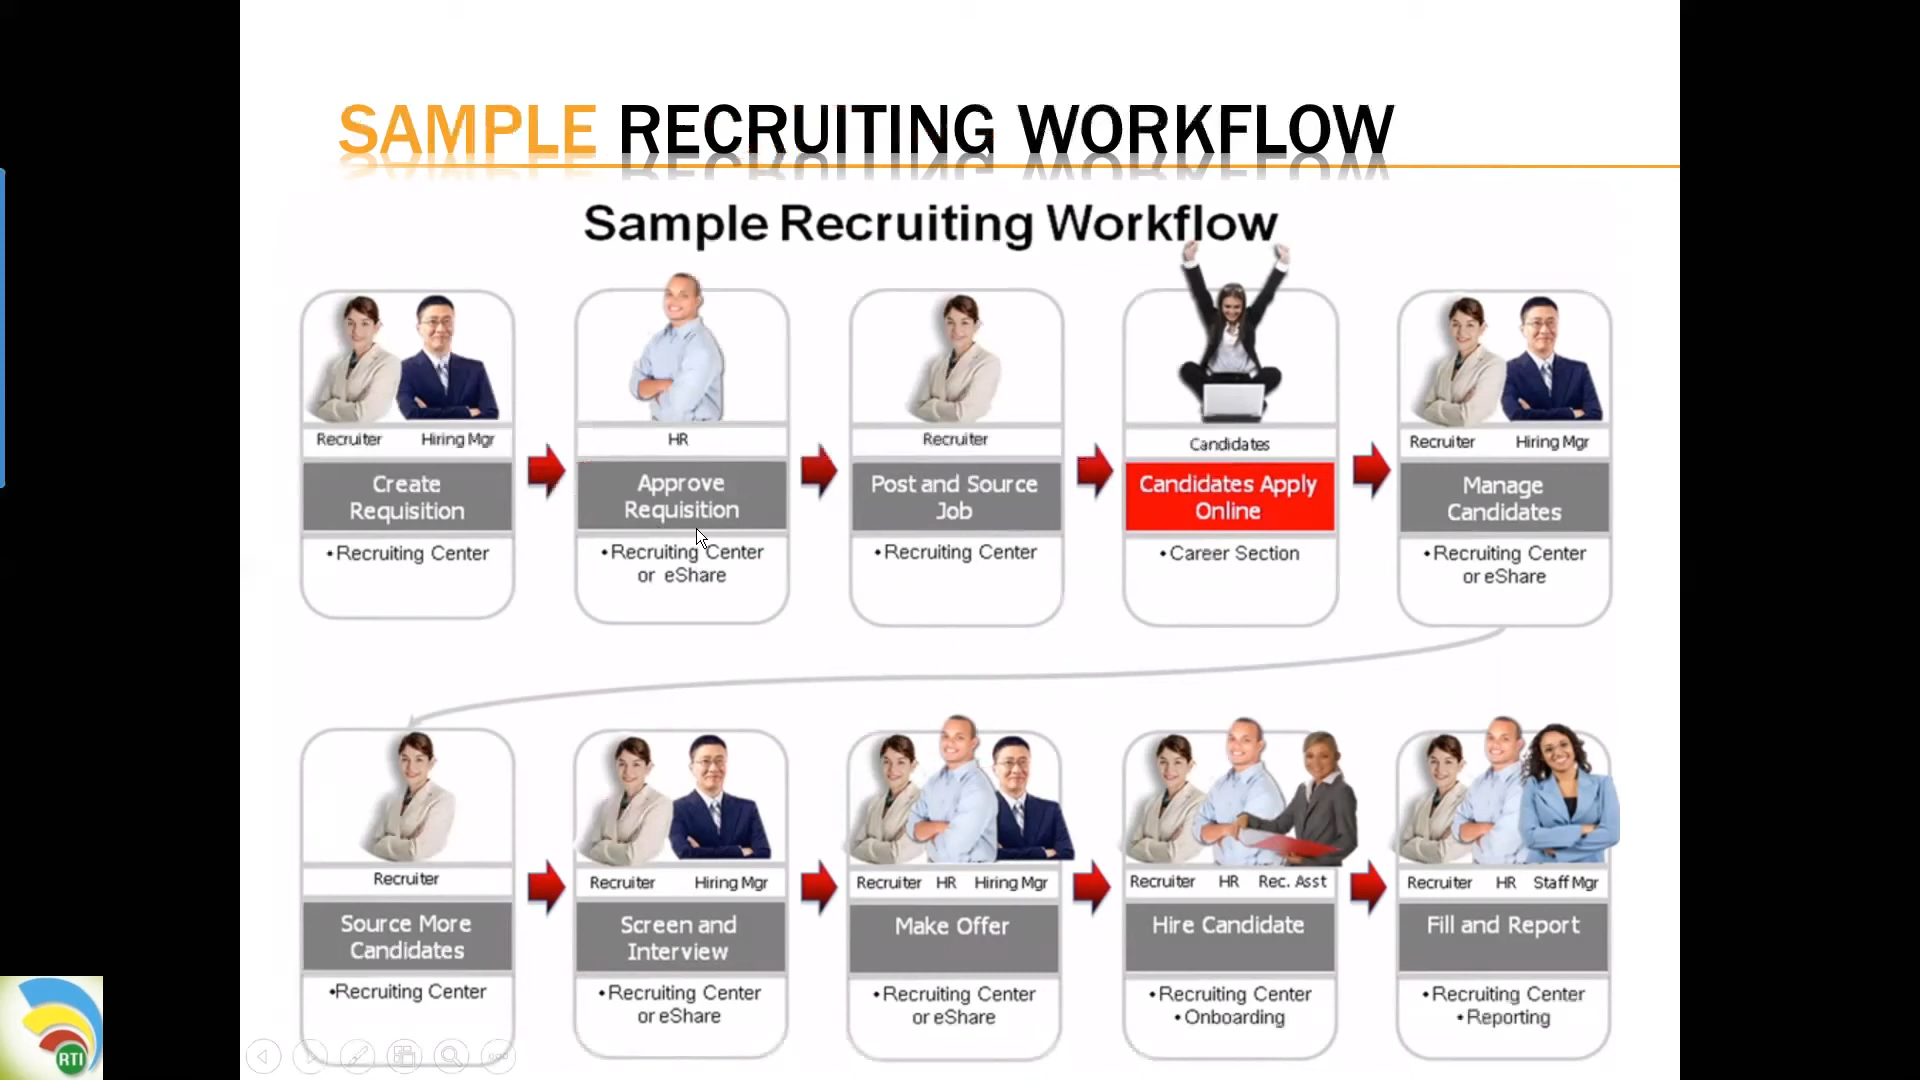 SAMPLE RECRUITING WORKFLOW
Sample Recruiting Workflow
Recruiter Hiring Mgr
Create
Requisition
•Recruiting Center
HR
Approve
Requisition
•Recruiting Center
or eShare
Recruiter
Post and Source
Job
•Recruiting Center
Candidates
Candidates Apply
Online
•Career Section
Recruiter Hiring Mgr
Manage
Candidates
•Recruiting Center
or eShare
Recruiter
Source More
Candidates
•Recruiting Center
Recruiter Hiring Mgr
Screen and
Interview
•Recruiting Center
or eShare
Recruiter HR Hiring Mgr
Make Offer
•Recruiting Center
or eShare
Recruiter HR Rec. Asst
Hire Candidate
•Recruiting Center
•Onboarding
Recruiter HR Staff Mgr
Fill and Report
•Recruiting Center
•Reporting
RTI